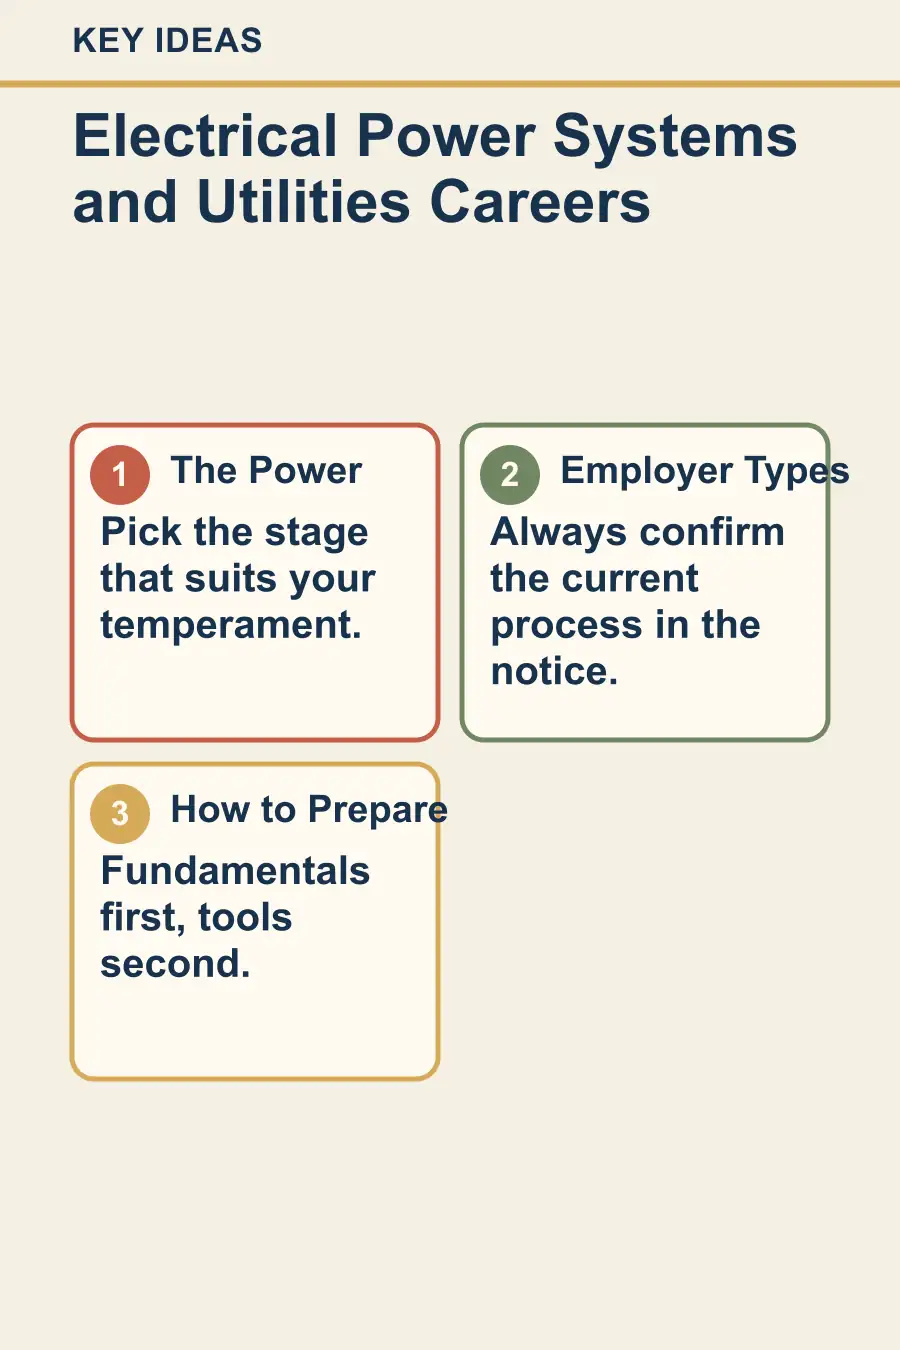 KEY IDEAS
Electrical Power Systems
and Utilities Careers
1 The Power
Pick the stage
that suits your
temperament.
2 Employer Types
Always confirm
the current
process in the
notice.
3 How to Prepare
Fundamentals
first, tools
second.